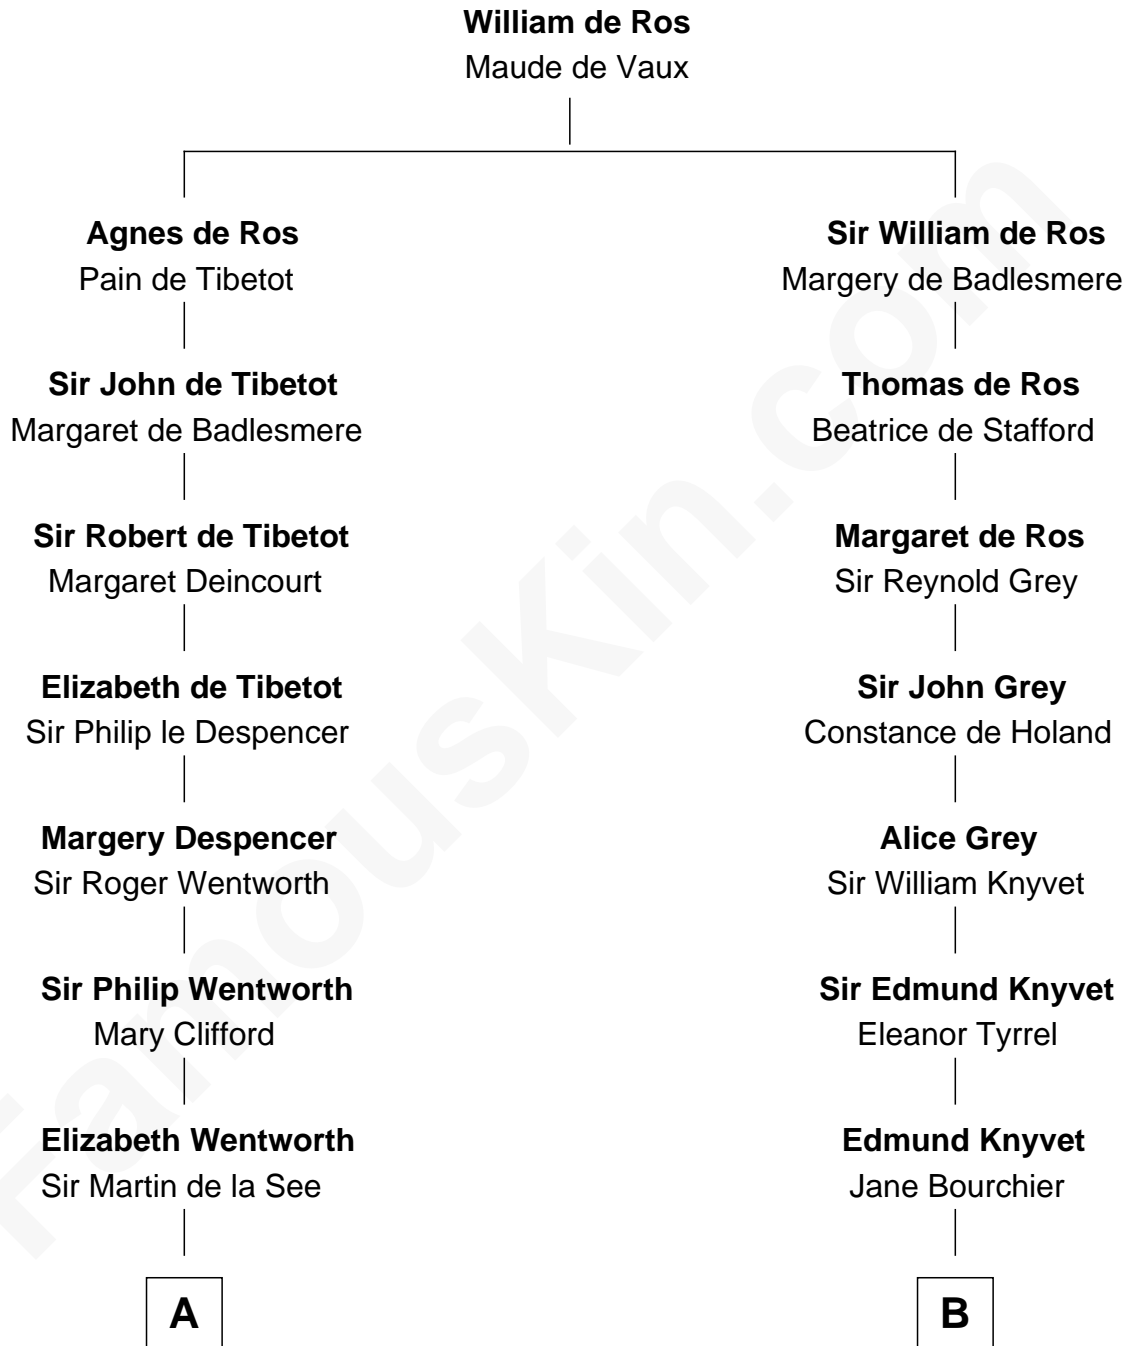 William de Ros
Maude de Vaux
Agnes de Ros
Pain de Tibetot
Sir William de Ros
Margery de Badlesmere
Sir John de Tibetot
Margaret de Badlesmere
Thomas de Ros
Beatrice de Stafford
Sir Robert de Tibetot
Margaret Deincourt
Margaret de Ros
Sir Reynold Grey
Elizabeth de Tibetot
Sir Philip le Despencer
Sir John Grey
Constance de Holand
Margery Despencer
Sir Roger Wentworth
Alice Grey
Sir William Knyvet
Sir Philip Wentworth
Mary Clifford
Sir Edmund Knyvet
Eleanor Tyrrel
Elizabeth Wentworth
Sir Martin de la See
Edmund Knyvet
Jane Bourchier
A
B
FamousKin.com